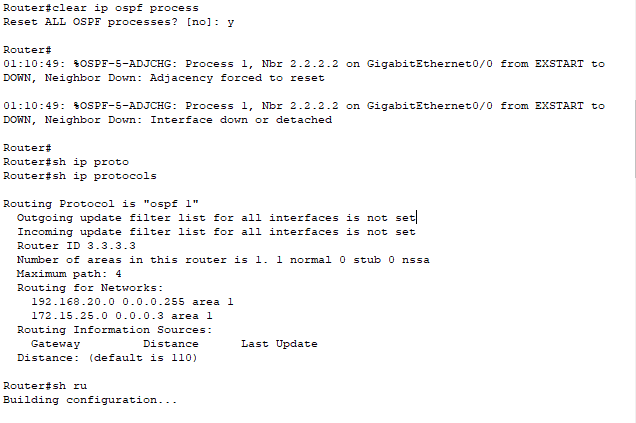 Router#clear ip ospf process
Reset ALL OSPF processes? [no]: y
Router#
01:10:49: %OSPF-5-ADJCHG: Process 1, Nbr 2.2.2.2 on GigabitEthernet0/0 from EXSTART to
DOWN, Neighbor Down: Adjacency forced to reset
01:10:49: %OSPF-5-ADJCHG: Process 1, Nbr 2.2.2.2 on GigabitEthernet0/0 from EXSTART to
DOWN, Neighbor Down: Interface down or detached
Router#
Router#sh ip proto
Router#sh ip protocols
Routing Protocol is "ospf 1"
Outgoing update filter list for all interfaces is not set
Incoming update filter list for all interfaces is not set
Router ID 3.3.3.3
Number of areas in this router is 1. 1 normal 0 stub 0 nssa
Maximum path: 4
Routing for Networks:
192.168.20.0 0.0.0.255 area 1
172.15.25.0 0.0.0.3 area 1
Routing Information Sources:
Gateway Distance Last Update
Distance: (default is 110)
Router#sh ru
Building configuration...